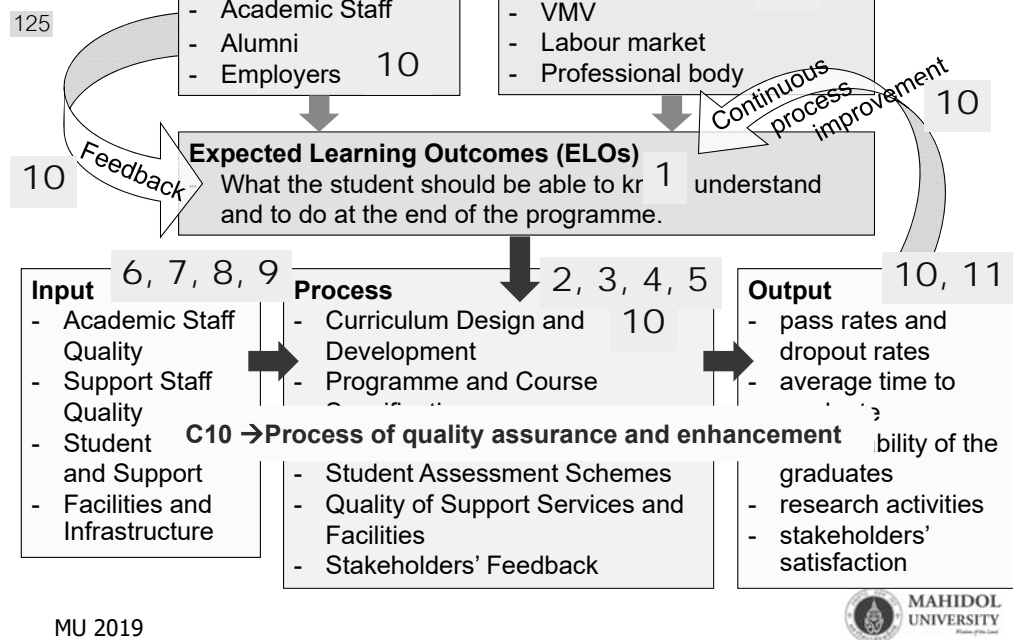 125
- Academic Staff
- Alumni
- Employers
10
- VMV
- Labour market
- Professional body
Continuous
process
improvement
10
Feedback
10
Expected Learning Outcomes (ELOs)
1
- What the student should be able to kn understand
and to do at the end of the programme.
6, 7, 8, 9
Input
- Academic Staff
Quality
- Support Staff
Quality
- Student
and Support
- Facilities and
Infrastructure
2, 3, 4, 5
10
Process
- Curriculum Design and
Development
- Programme and Course
C10 →Process of quality assurance and enhancement
- Student Assessment Schemes
- Quality of Support Services and
Facilities
- Stakeholders' Feedback
10, 11
Output
- pass rates and
dropout rates
- average time to
bility of the
graduates
- research activities
- stakeholders'
satisfaction
MU 2019
MAHIDOL
UNIVERSITY
Wisdom of the Land